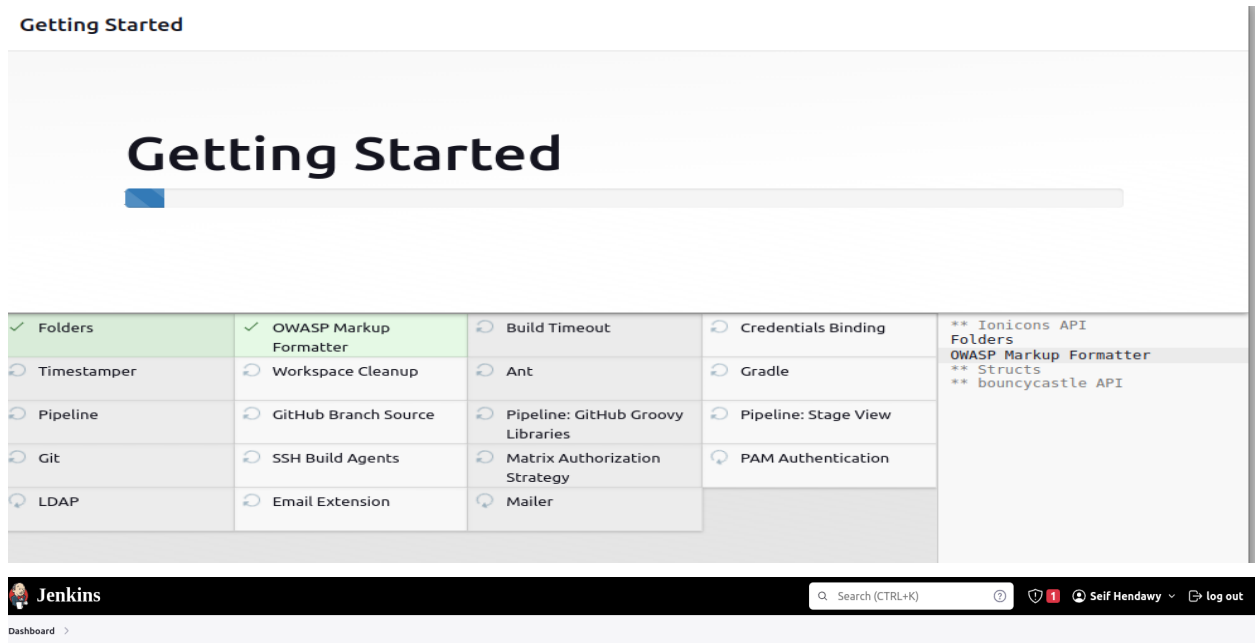 Getting Started
Getting Started
Folders
OWASP Markup
Formatter
Build Timeout
Credentials Binding
Timestamper
Workspace Cleanup
Ant
Gradle
Pipeline
GitHub Branch Source
Pipeline: GitHub Groovy
Libraries
Pipeline: Stage View
Git
SSH Build Agents
Matrix Authorization
Strategy
PAM Authentication
LDAP
Email Extension
Mailer
** Ionicons API
Folders
OWASP Markup Formatter
** Structs
** bouncycastle API
Jenkins
Search (CTRL+K)
?
! 1
Seif Hendawy
log out
Dashboard